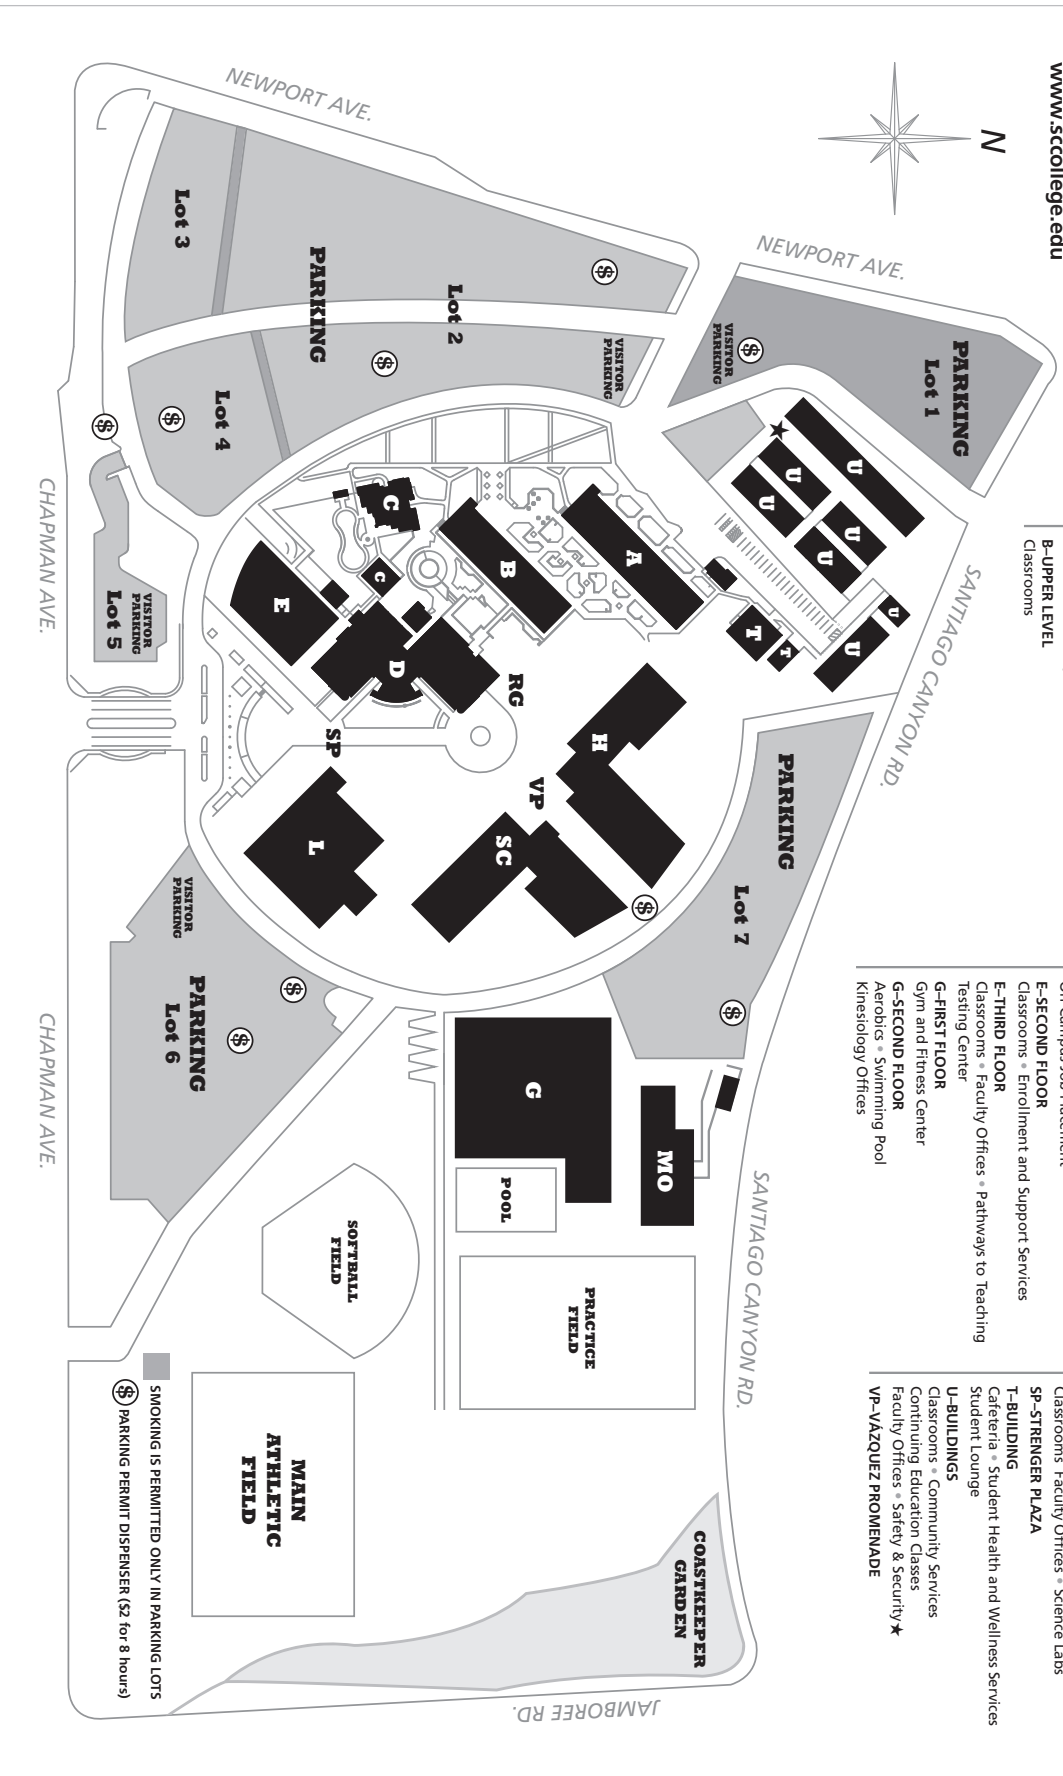 www.sccollege.edu
N
B–UPPER LEVEL
Classrooms
E–SECOND FLOOR
Classrooms • Enrollment and Support Services
E–THIRD FLOOR
Classrooms • Faculty Offices • Pathways to Teaching
Testing Center
G–FIRST FLOOR
Gym and Fitness Center
G–SECOND FLOOR
Aerobics • Swimming Pool
Kinesiology Offices
Classrooms Faculty Offices • Science Labs
SP–STRENGER PLAZA
T–BUILDING
Cafeteria • Student Health and Wellness Services
Student Lounge
U–BUILDINGS
Classrooms • Community Services
Continuing Education Classes
Faculty Offices • Safety & Security★
VP–VÁZQUEZ PROMENADE
NEWPORT AVE.
NEWPORT AVE.
PARKING
Lot 1
VISITOR
PARKING
$
SANTIAGO CANYON RD.
U
U
U
U
U
U
U
T
T
$
Lot 2
PARKING
VISITOR
PARKING
$
Lot 3
Lot 4
$
$
CHAPMAN AVE.
VISITOR
PARKING
Lot 5
A
B
C
C
D
E
RG
SP
H
VP
SC
L
PARKING
Lot 7
$
$
VISITOR
PARKING
PARKING
Lot 6
$
$
CHAPMAN AVE.
G
MO
POOL
SANTIAGO CANYON RD.
SOFTBALL
FIELD
PRACTICE
FIELD
MAIN
ATHLETIC
FIELD
COASTKEEPER
GARDEN
JAMBOREE RD.
SMOKING IS PERMITTED ONLY IN PARKING LOTS
$ PARKING PERMIT DISPENSER ($2 for 8 hours)